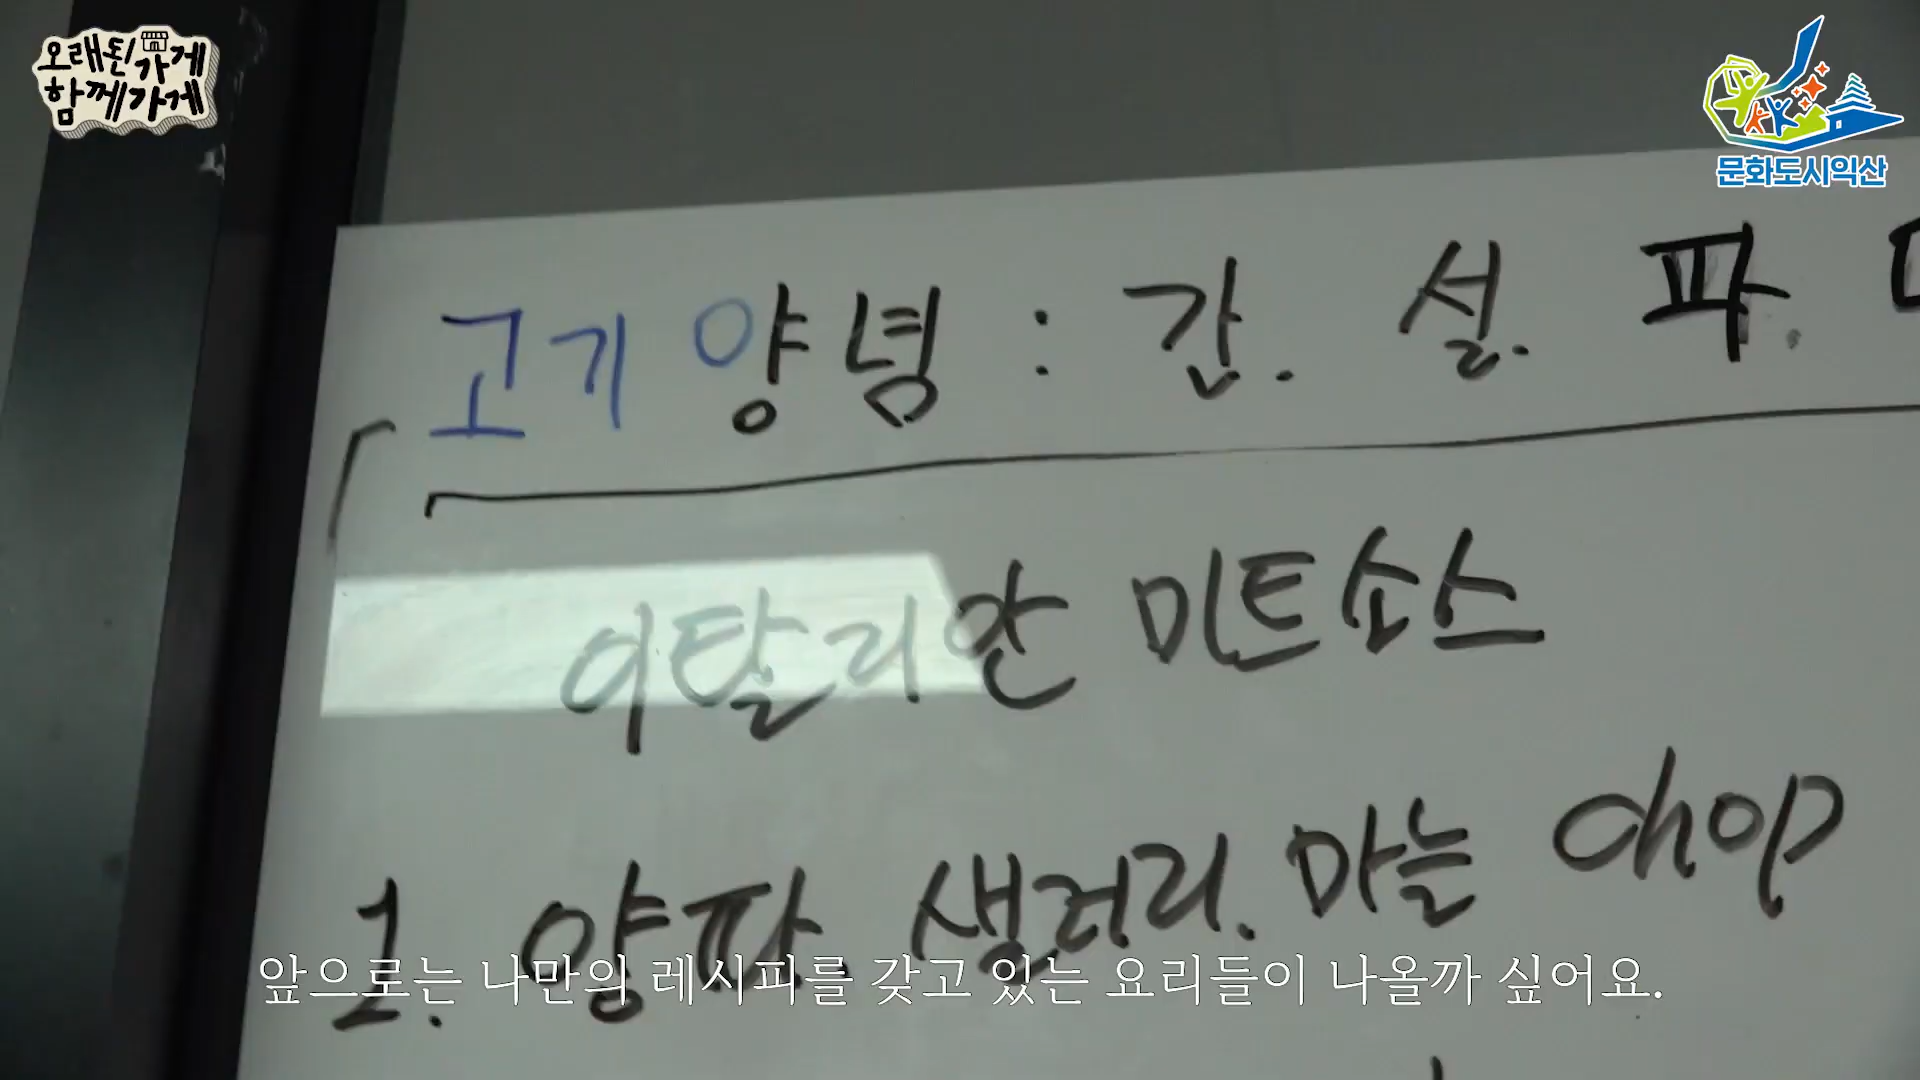 오래된가게
함께가게
문화도시익산
고기 양념 : 간. 설. 파.
이탈리안 미트소스
1. 양파. 샐러리. 마늘 chop
앞으로는 나만의 레시피를 갖고 있는 요리들이 나올까 싶어요.